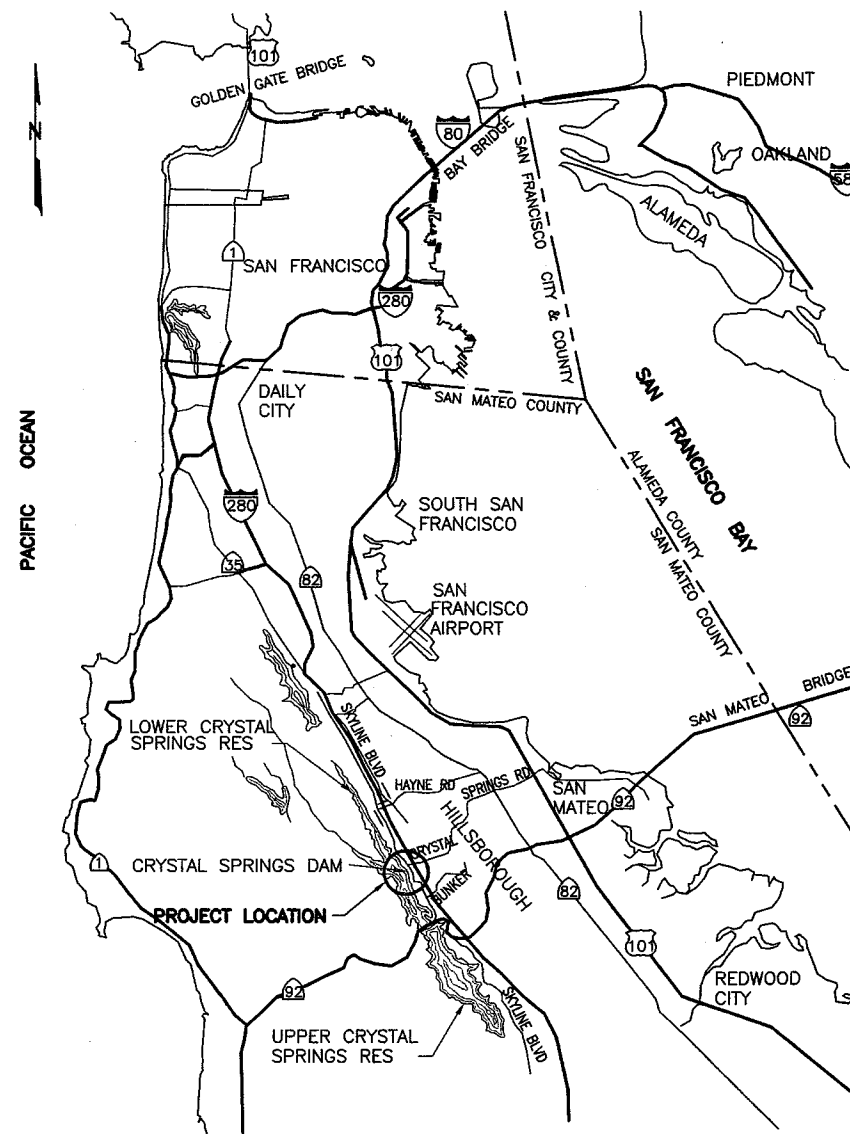 101
GOLDEN GATE BRIDGE
PIEDMONT
80
BAY BRIDGE
OAKLAND
N
SAN FRANCISCO CITY & COUNTY
ALAMEDA
1
SAN FRANCISCO
280
101
DAILY
CITY
SAN MATEO COUNTY
SAN FRANCISCO BAY
PACIFIC OCEAN
ALAMEDA COUNTY
SAN MATEO COUNTY
280
SOUTH SAN
FRANCISCO
35
82
SAN
FRANCISCO
AIRPORT
SAN MATEO BRIDGE
92
LOWER CRYSTAL
SPRINGS RES
SKYLINE BLVD
HAYNE RD
CRYSTAL SPRINGS RD
SAN
MATEO
92
HILLSBOROUGH
1
CRYSTAL SPRINGS DAM
BUNKER
82
PROJECT LOCATION
101
92
REDWOOD
CITY
SKYLINE BLVD
UPPER CRYSTAL
SPRINGS RES